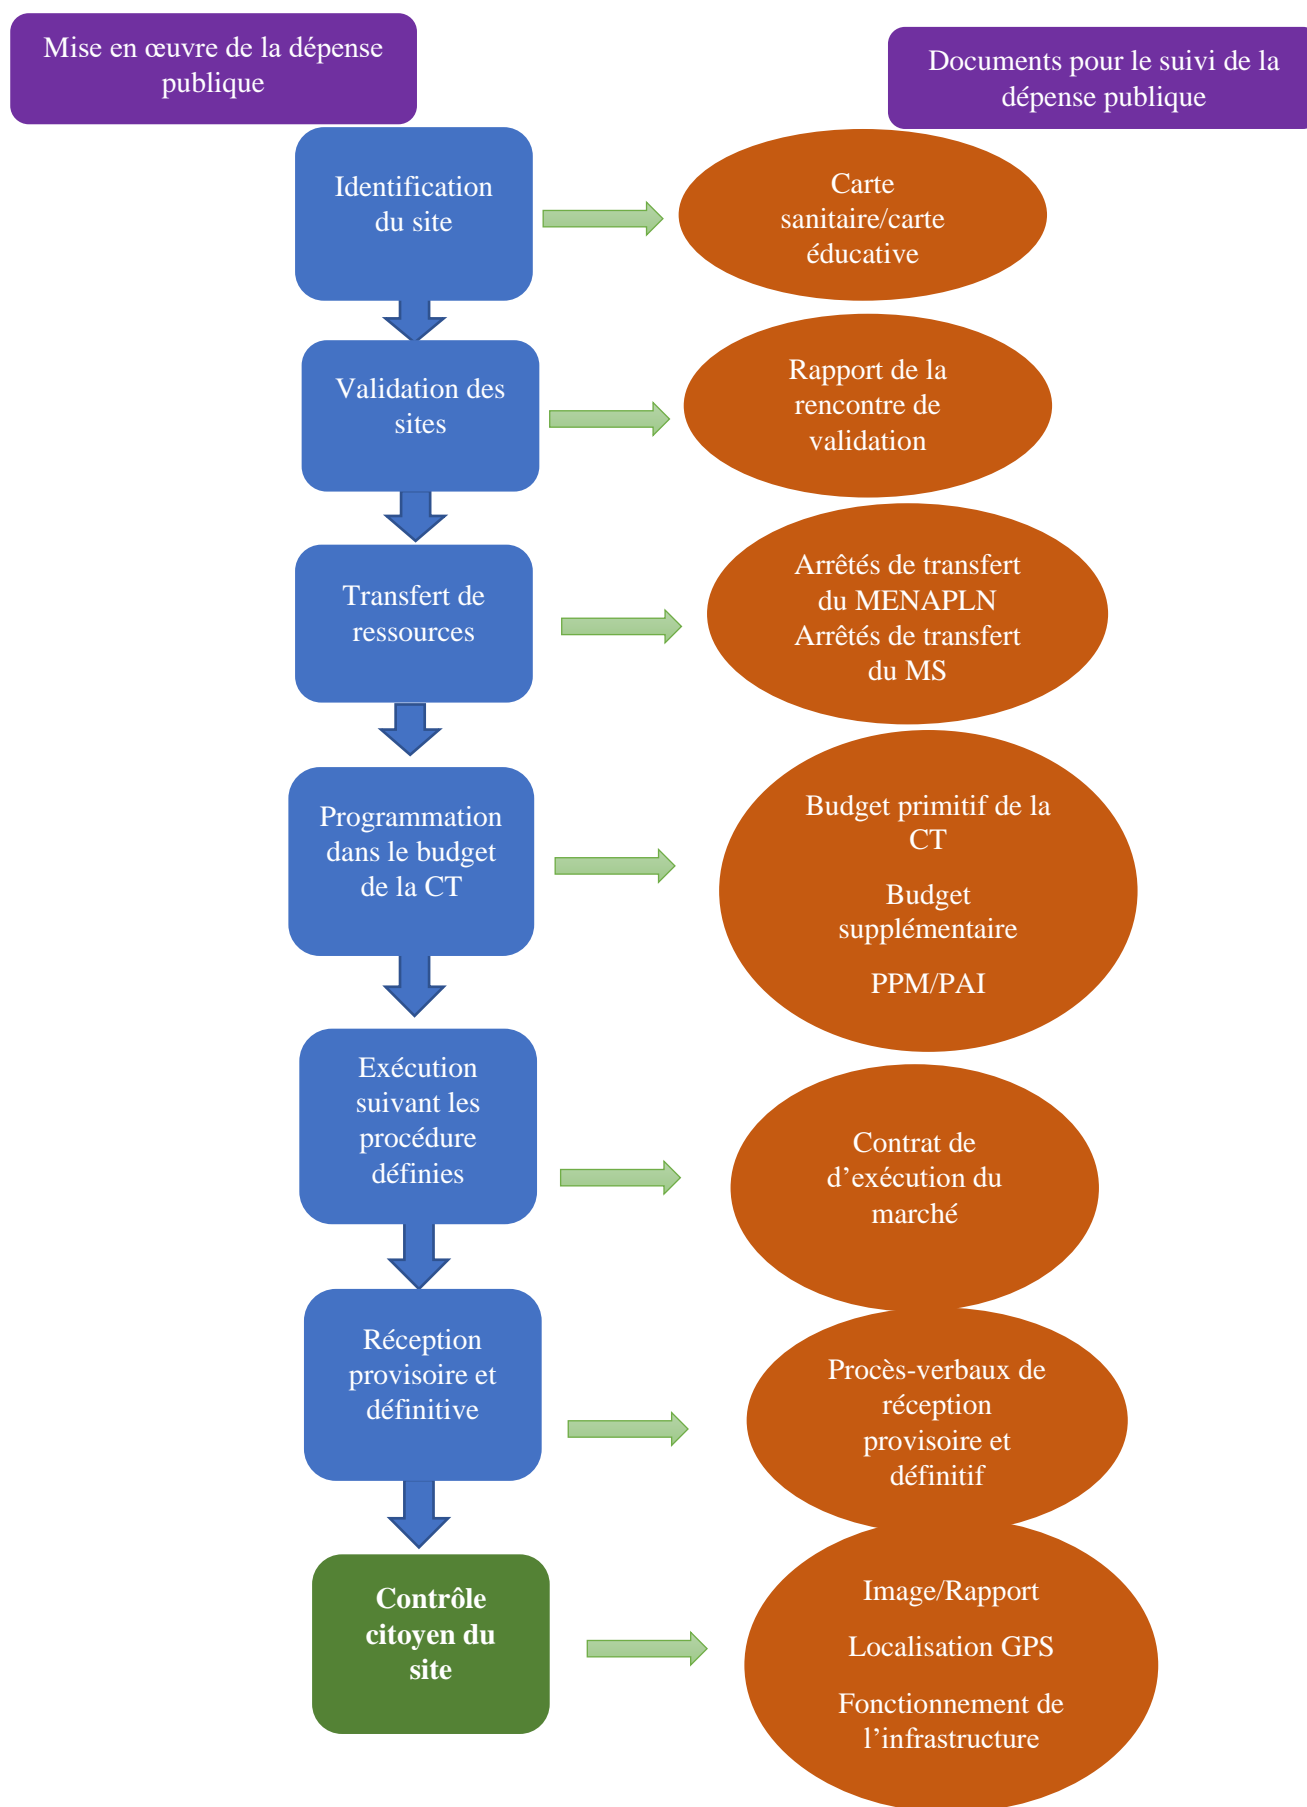 Mise en œuvre de la dépense
publique
Documents pour le suivi de la
dépense publique
Identification
du site
Carte
sanitaire/carte
éducative
Validation des
sites
Rapport de la
rencontre de
validation
Transfert de
ressources
Arrêtés de transfert
du MENAPLN
Arrêtés de transfert
du MS
Programmation
dans le budget
de la CT
Budget primitif de la
CT
Budget
supplémentaire
PPM/PAI
Exécution
suivant les
procédure
définies
Contrat de
d’exécution du
marché
Réception
provisoire et
définitive
Procès-verbaux de
réception
provisoire et
définitif
Contrôle
citoyen du
site
Image/Rapport
Localisation GPS
Fonctionnement de
l’infrastructure